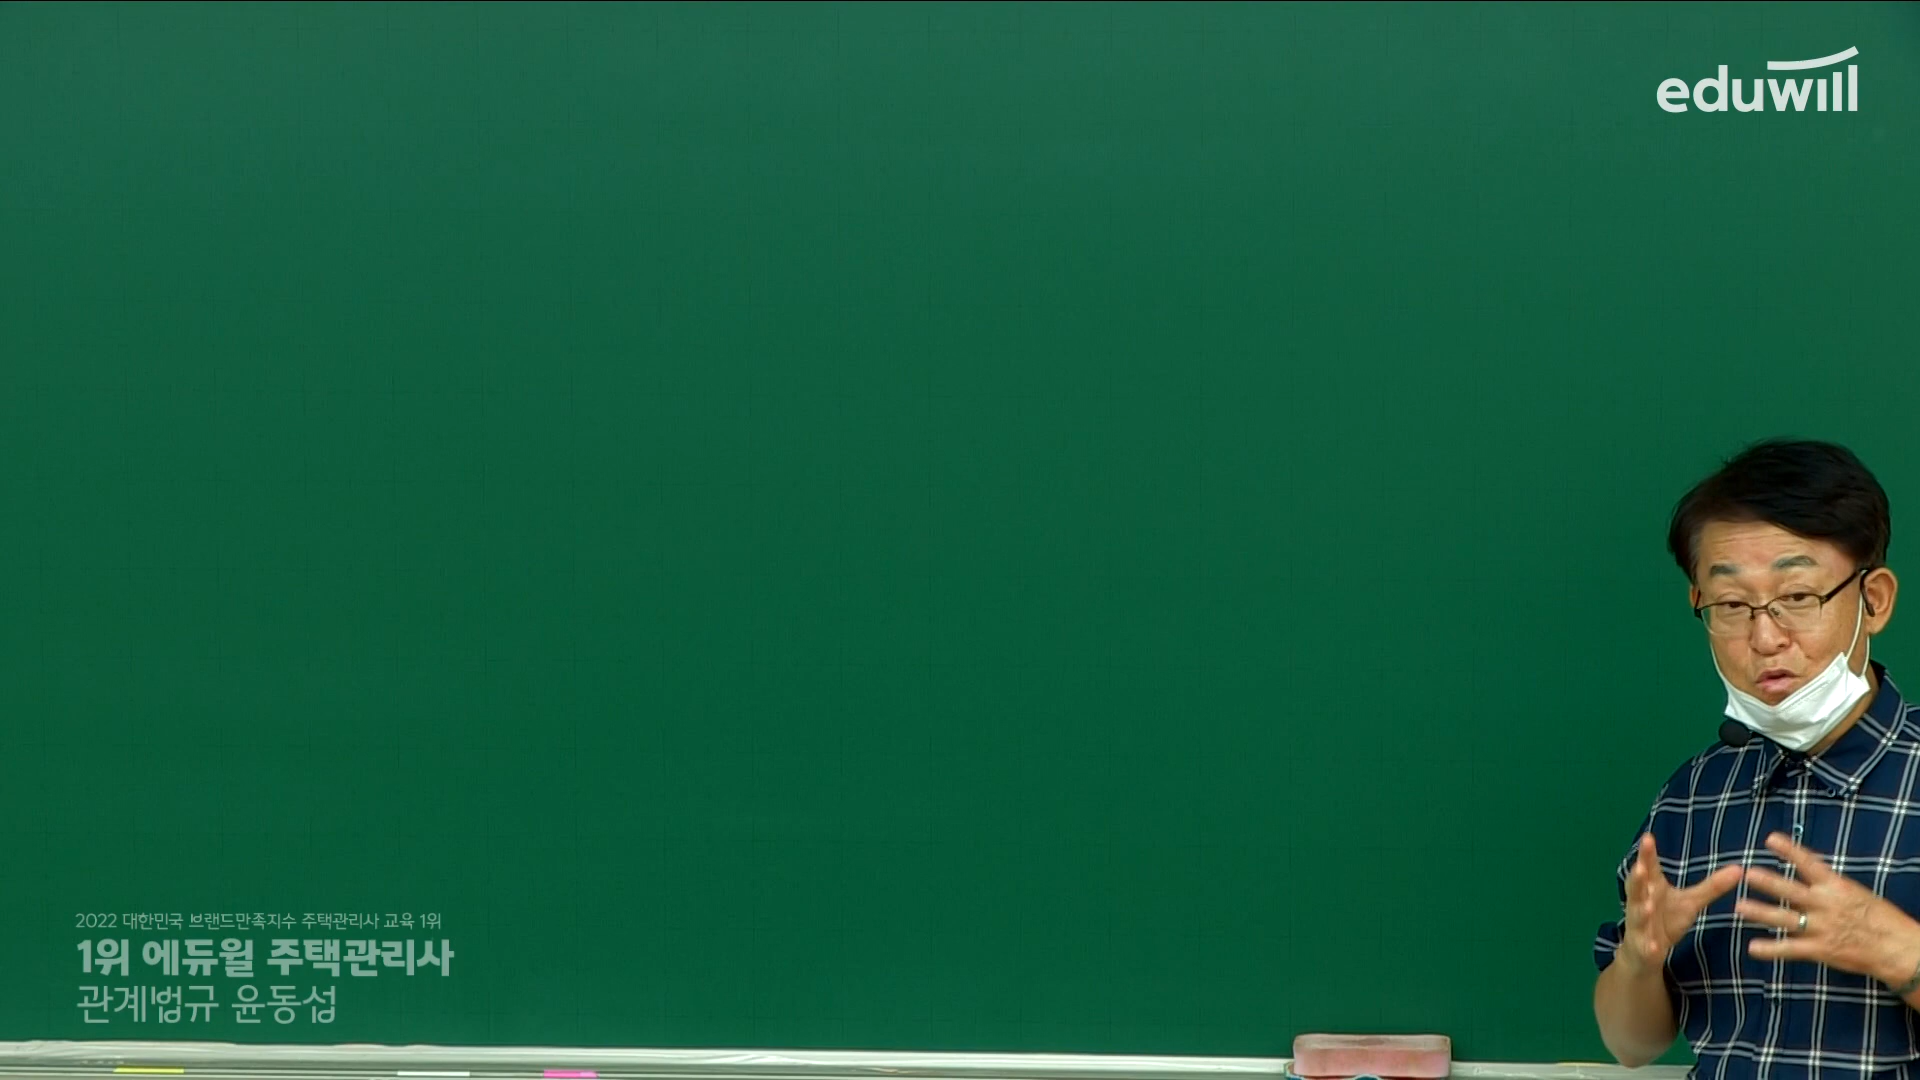 eduwill
2022 대한민국 브랜드만족지수 주택관리사 교육 1위
1위 에듀윌 주택관리사
관계법규 윤동섭